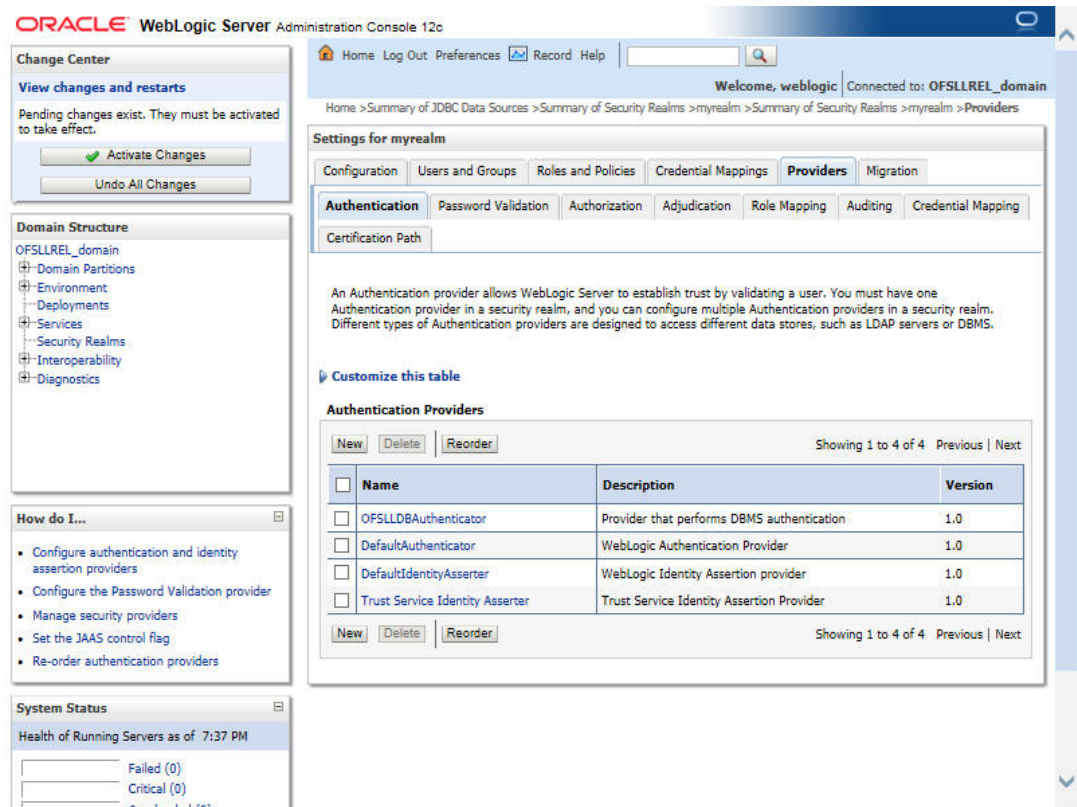 ORACLE WebLogic Server Administration Console 12c
Change Center
View changes and restarts
Pending changes exist. They must be activated
to take effect.
Activate Changes
Undo All Changes
Domain Structure
OFSLLREL_domain
Domain Partitions
Environment
Deployments
Services
Security Realms
Interoperability
Diagnostics
How do I...
Configure authentication and identity
assertion providers
Configure the Password Validation provider
Manage security providers
Set the JAAS control flag
Re-order authentication providers
System Status
Health of Running Servers as of 7:37 PM
Failed (0)
Critical (0)
Home Log Out Preferences Record Help
Welcome, weblogic Connected to: OFSLLREL_domain
Home >Summary of JDBC Data Sources >Summary of Security Realms >myrealm >Summary of Security Realms >myrealm >Providers
Settings for myrealm
Configuration Users and Groups Roles and Policies Credential Mappings Providers Migration
Authentication Password Validation Authorization Adjudication Role Mapping Auditing Credential Mapping
Certification Path
An Authentication provider allows WebLogic Server to establish trust by validating a user. You must have one
Authentication provider in a security realm, and you can configure multiple Authentication providers in a security realm.
Different types of Authentication providers are designed to access different data stores, such as LDAP servers or DBMS.
Customize this table
Authentication Providers
New Delete Reorder Showing 1 to 4 of 4 Previous | Next
Name Description Version
OFSLLDBAuthenticator Provider that performs DBMS authentication 1.0
DefaultAuthenticator WebLogic Authentication Provider 1.0
DefaultIdentityAsserter WebLogic Identity Assertion provider 1.0
Trust Service Identity Asserter Trust Service Identity Assertion Provider 1.0
New Delete Reorder Showing 1 to 4 of 4 Previous | Next